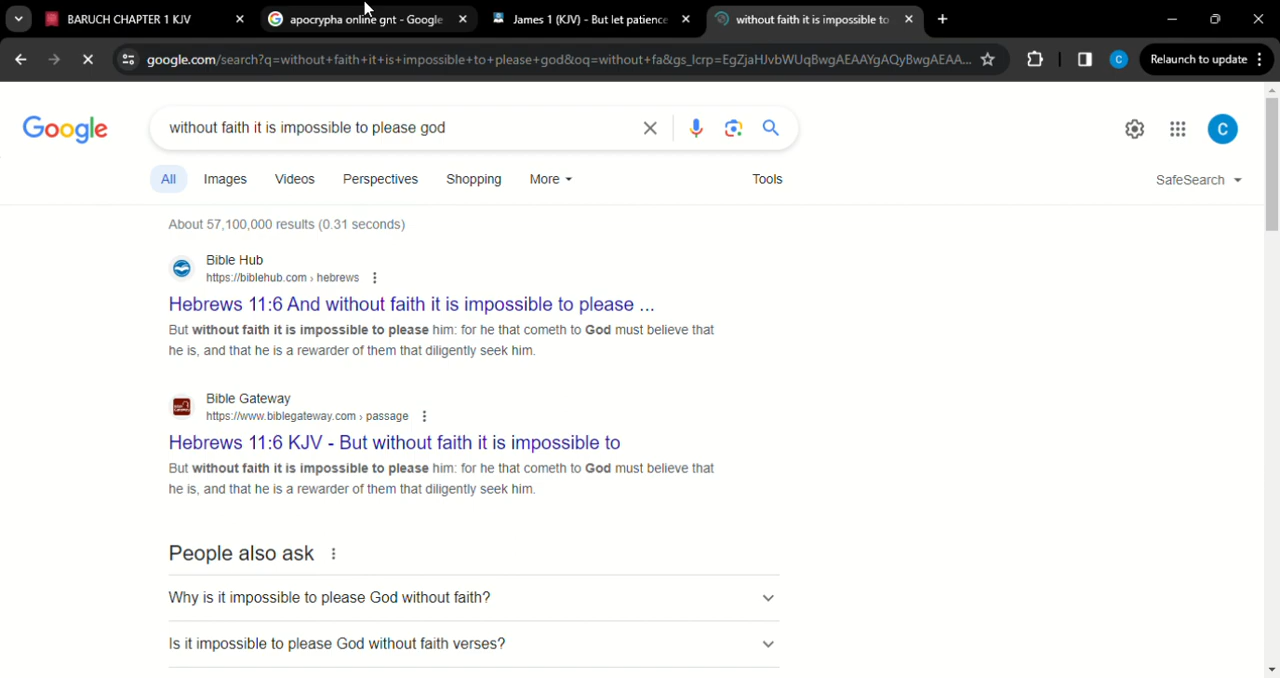 BARUCH CHAPTER 1 KJV
apocrypha online gnt - Google
James 1 (KJV) - But let patience
without faith it is impossible to
google.com/search?q=without+faith+it+is+impossible+to+please+god&oq=without+fa&gs_lcrp=EgZjaHJvbWUqBwgAEAAYgAQyBwgAEAA...
Relaunch to update
Google
without faith it is impossible to please god
C
All
Images
Videos
Perspectives
Shopping
More
Tools
SafeSearch
About 57,100,000 results (0.31 seconds)
Bible Hub
https://biblehub.com › hebrews
Hebrews 11:6 And without faith it is impossible to please ...
But without faith it is impossible to please him: for he that cometh to God must believe that
he is, and that he is a rewarder of them that diligently seek him.
Bible Gateway
https://www.biblegateway.com › passage
Hebrews 11:6 KJV - But without faith it is impossible to
But without faith it is impossible to please him: for he that cometh to God must believe that
he is, and that he is a rewarder of them that diligently seek him.
People also ask
Why is it impossible to please God without faith?
Is it impossible to please God without faith verses?